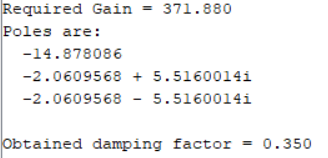 Required Gain = 371.880
Poles are:
-14.878086
-2.0609568 + 5.5160014i
-2.0609568 - 5.5160014i
Obtained damping factor = 0.350